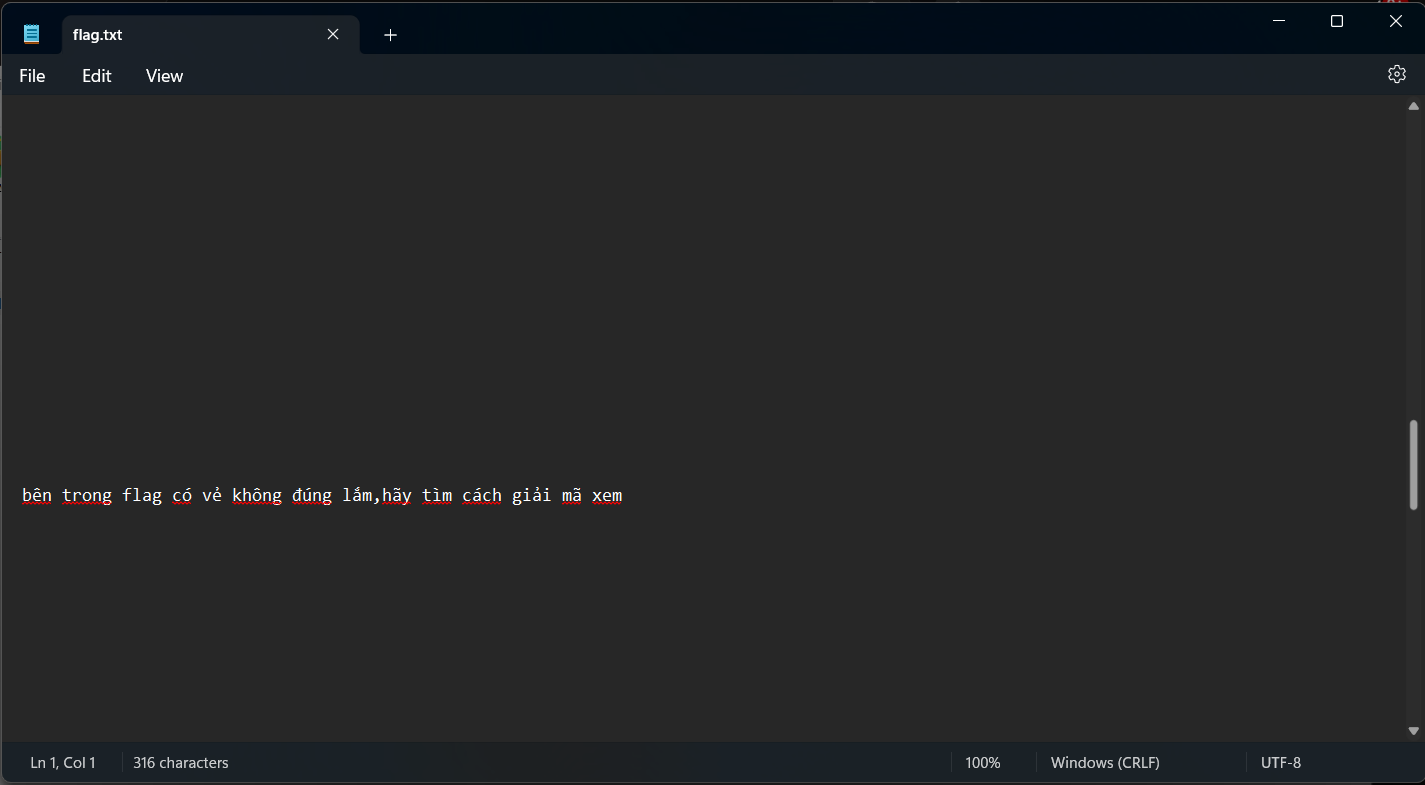 flag.txt
File Edit View
bên trong flag có vẻ không đúng lắm,hãy tìm cách giải mã xem
Ln 1, Col 1 316 characters 100% Windows (CRLF) UTF-8